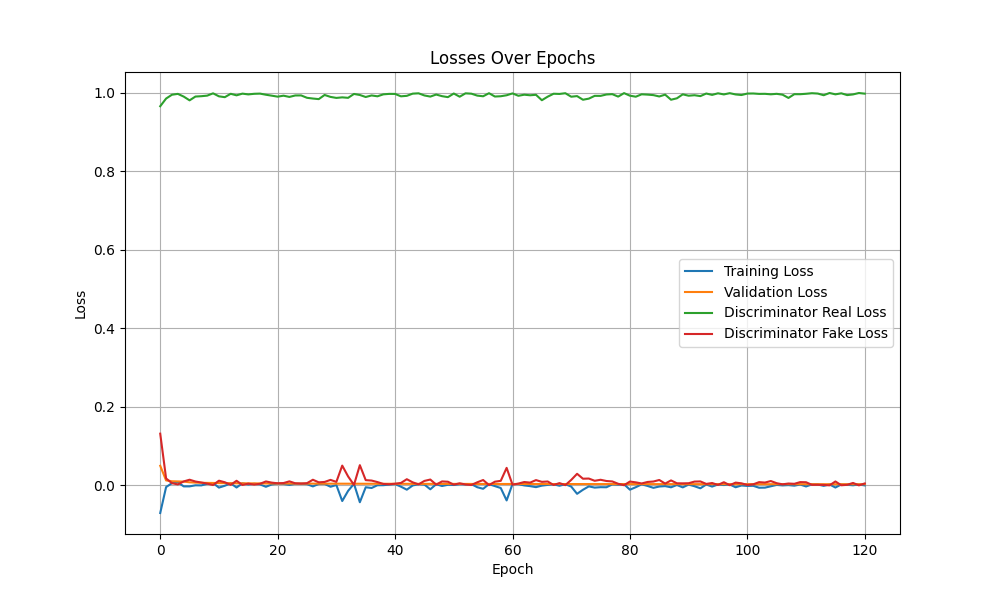 Losses Over Epochs
1.0
0.8
0.6
0.4
0.2
0.0
Loss
Training Loss
Validation Loss
Discriminator Real Loss
Discriminator Fake Loss
0 20 40 60 80 100 120
Epoch